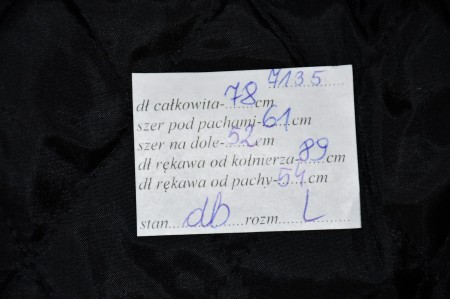 7135
dł całkowita-78cm
szer pod pachami-61cm
szer na dole-52cm
dł rękawa od kołnierza-89cm
dł rękawa od pachy-54cm
stan...db...rozm...L